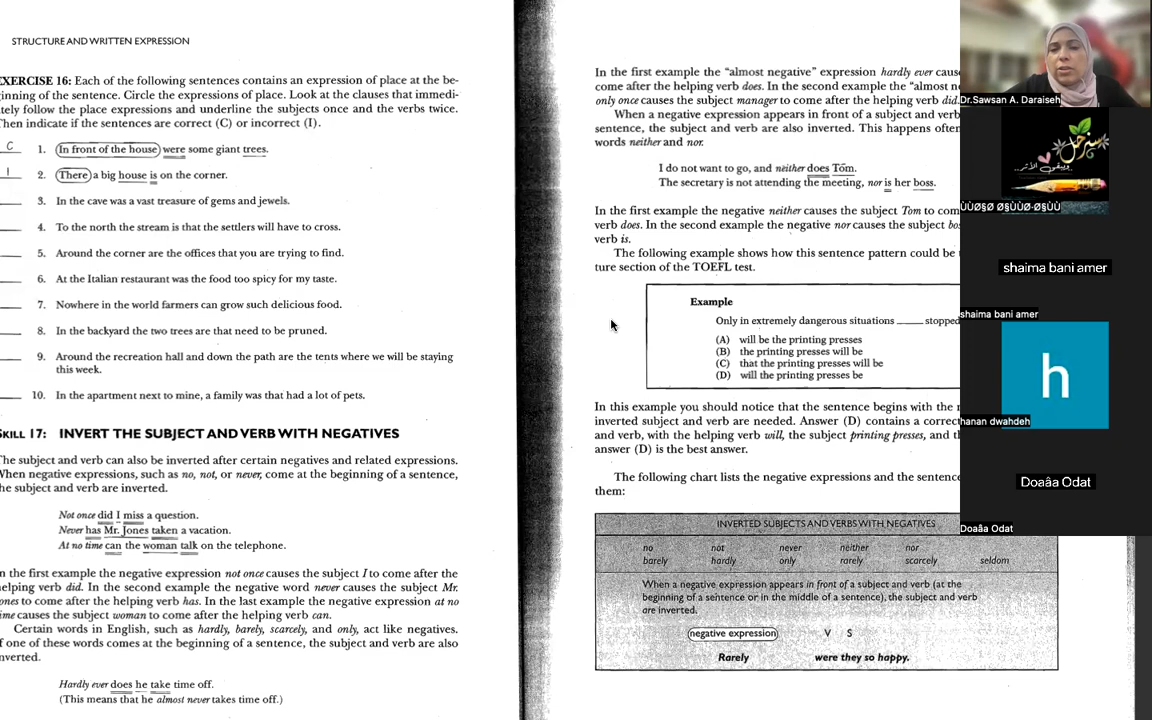 STRUCTURE AND WRITTEN EXPRESSION
EXERCISE 16: Each of the following sentences contains an expression of place at the be-
ginning of the sentence. Circle the expressions of place. Look at the clauses that immedi-
tely follow the place expressions and underline the subjects once and the verbs twice.
Then indicate if the sentences are correct (C) or incorrect (I).
C 1. In front of the house were some giant trees.
I 2. There a big house is on the corner.
3. In the cave was a vast treasure of gems and jewels.
4. To the north the stream is that the settlers will have to cross.
5. Around the corner are the offices that you are trying to find.
6. At the Italian restaurant was the food too spicy for my taste.
7. Nowhere in the world farmers can grow such delicious food.
8. In the backyard the two trees are that need to be pruned.
9. Around the recreation hall and down the path are the tents where we will be staying
this week.
10. In the apartment next to mine, a family was that had a lot of pets.
SKILL 17: INVERT THE SUBJECT AND VERB WITH NEGATIVES
The subject and verb can also be inverted after certain negatives and related expressions.
When negative expressions, such as no, not, or never, come at the beginning of a sentence,
he subject and verb are inverted.
Not once did I miss a question.
Never has Mr. Jones taken a vacation.
At no time can the woman talk on the telephone.
n the first example the negative expression not once causes the subject I to come after the
elping verb did. In the second example the negative word never causes the subject Mr.
ones to come after the helping verb has. In the last example the negative expression at no
ime causes the subject woman to come after the helping verb can.
Certain words in English, such as hardly, barely, scarcely, and only, act like negatives.
f one of these words comes at the beginning of a sentence, the subject and verb are also
nverted.
Hardly ever does he take time off.
(This means that he almost never takes time off.)
In the first example the "almost negative" expression hardly ever caus
come after the helping verb does. In the second example the "almost n
only once causes the subject manager to come after the helping verb did
When a negative expression appears in front of a subject and verb
sentence, the subject and verb are also inverted. This happens often
words neither and nor.
I do not want to go, and neither does Tom.
The secretary is not attending the meeting, nor is her boss.
In the first example the negative neither causes the subject Tom to com
verb does. In the second example the negative nor causes the subject bo
verb is.
The following example shows how this sentence pattern could be
ture section of the TOEFL test.
Example
Only in extremely dangerous situations ______ stopped
(A) will be the printing presses
(B) the printing presses will be
(C) that the printing presses will be
(D) will the printing presses be
In this example you should notice that the sentence begins with the
inverted subject and verb are needed. Answer (D) contains a correc
and verb, with the helping verb will, the subject printing presses, and
answer (D) is the best answer.
The following chart lists the negative expressions and the sentence
them:
INVERTED SUBJECTS AND VERBS WITH NEGATIVES
no not never neither nor
barely hardly only rarely scarcely seldom
When a negative expression appears in front of a subject and verb (at the
beginning of a sentence or in the middle of a sentence), the subject and verb
are inverted.
negative expression V S
Rarely were they so happy.
Dr.Sawsan A. Daraiseh
ÙÙØ§Ø Ø§ÙÙØ·Ø§ÙÙ
shaima bani amer
shaima bani amer
h
hanan dwahdeh
Doaâa Odat
Doaâa Odat